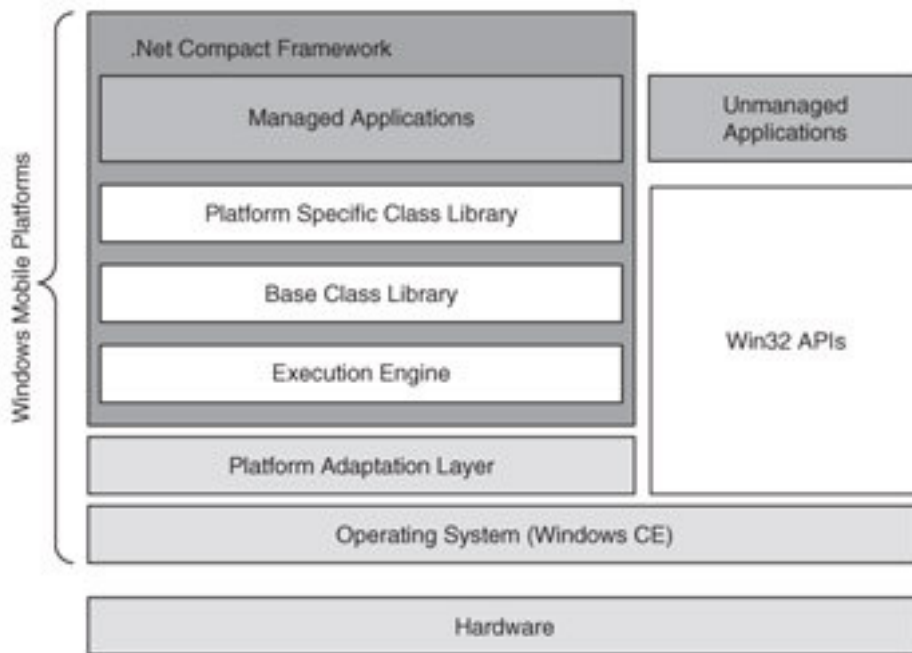 .Net Compact Framework
Managed Applications
Unmanaged
Applications
Platform Specific Class Library
Base Class Library
Win32 APIs
Execution Engine
Platform Adaptation Layer
Operating System (Windows CE)
Hardware
Windows Mobile Platforms